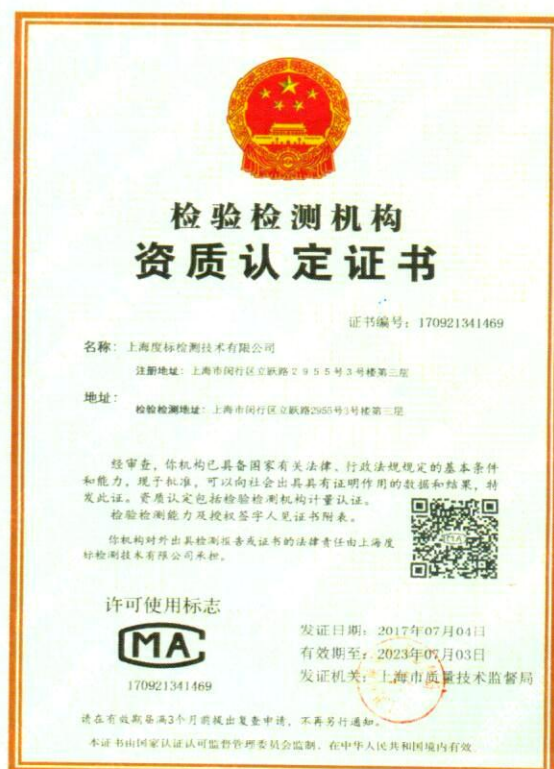 检验检测机构
资质认定证书
证书编号：170921341469
名称：上海度标检测技术有限公司
注册地址：上海市闵行区立跃路２９５５号３号楼第三层
地址：
检验检测地址：上海市闵行区立跃路2955号3号楼第三层
经审查，你机构已具备国家有关法律、行政法规规定的基本条件
和能力，现予批准，可以向社会出具具有证明作用的数据和结果，特
发此证。资质认定包括检验检测机构计量认证。
检验检测能力及授权签字人见证书附表。
你机构对外出具检测报告或证书的法律责任由上海度
标检测技术有限公司承担。
许可使用标志
MA
170921341469
发证日期：2017年07月04日
有效期至：2023年07月03日
发证机关：上海市质量技术监督局
请在有效期届满3个月前提出复查申请，不再另行通知。
本证书由国家认证认可监督管理委员会监制，在中华人民共和国境内有效